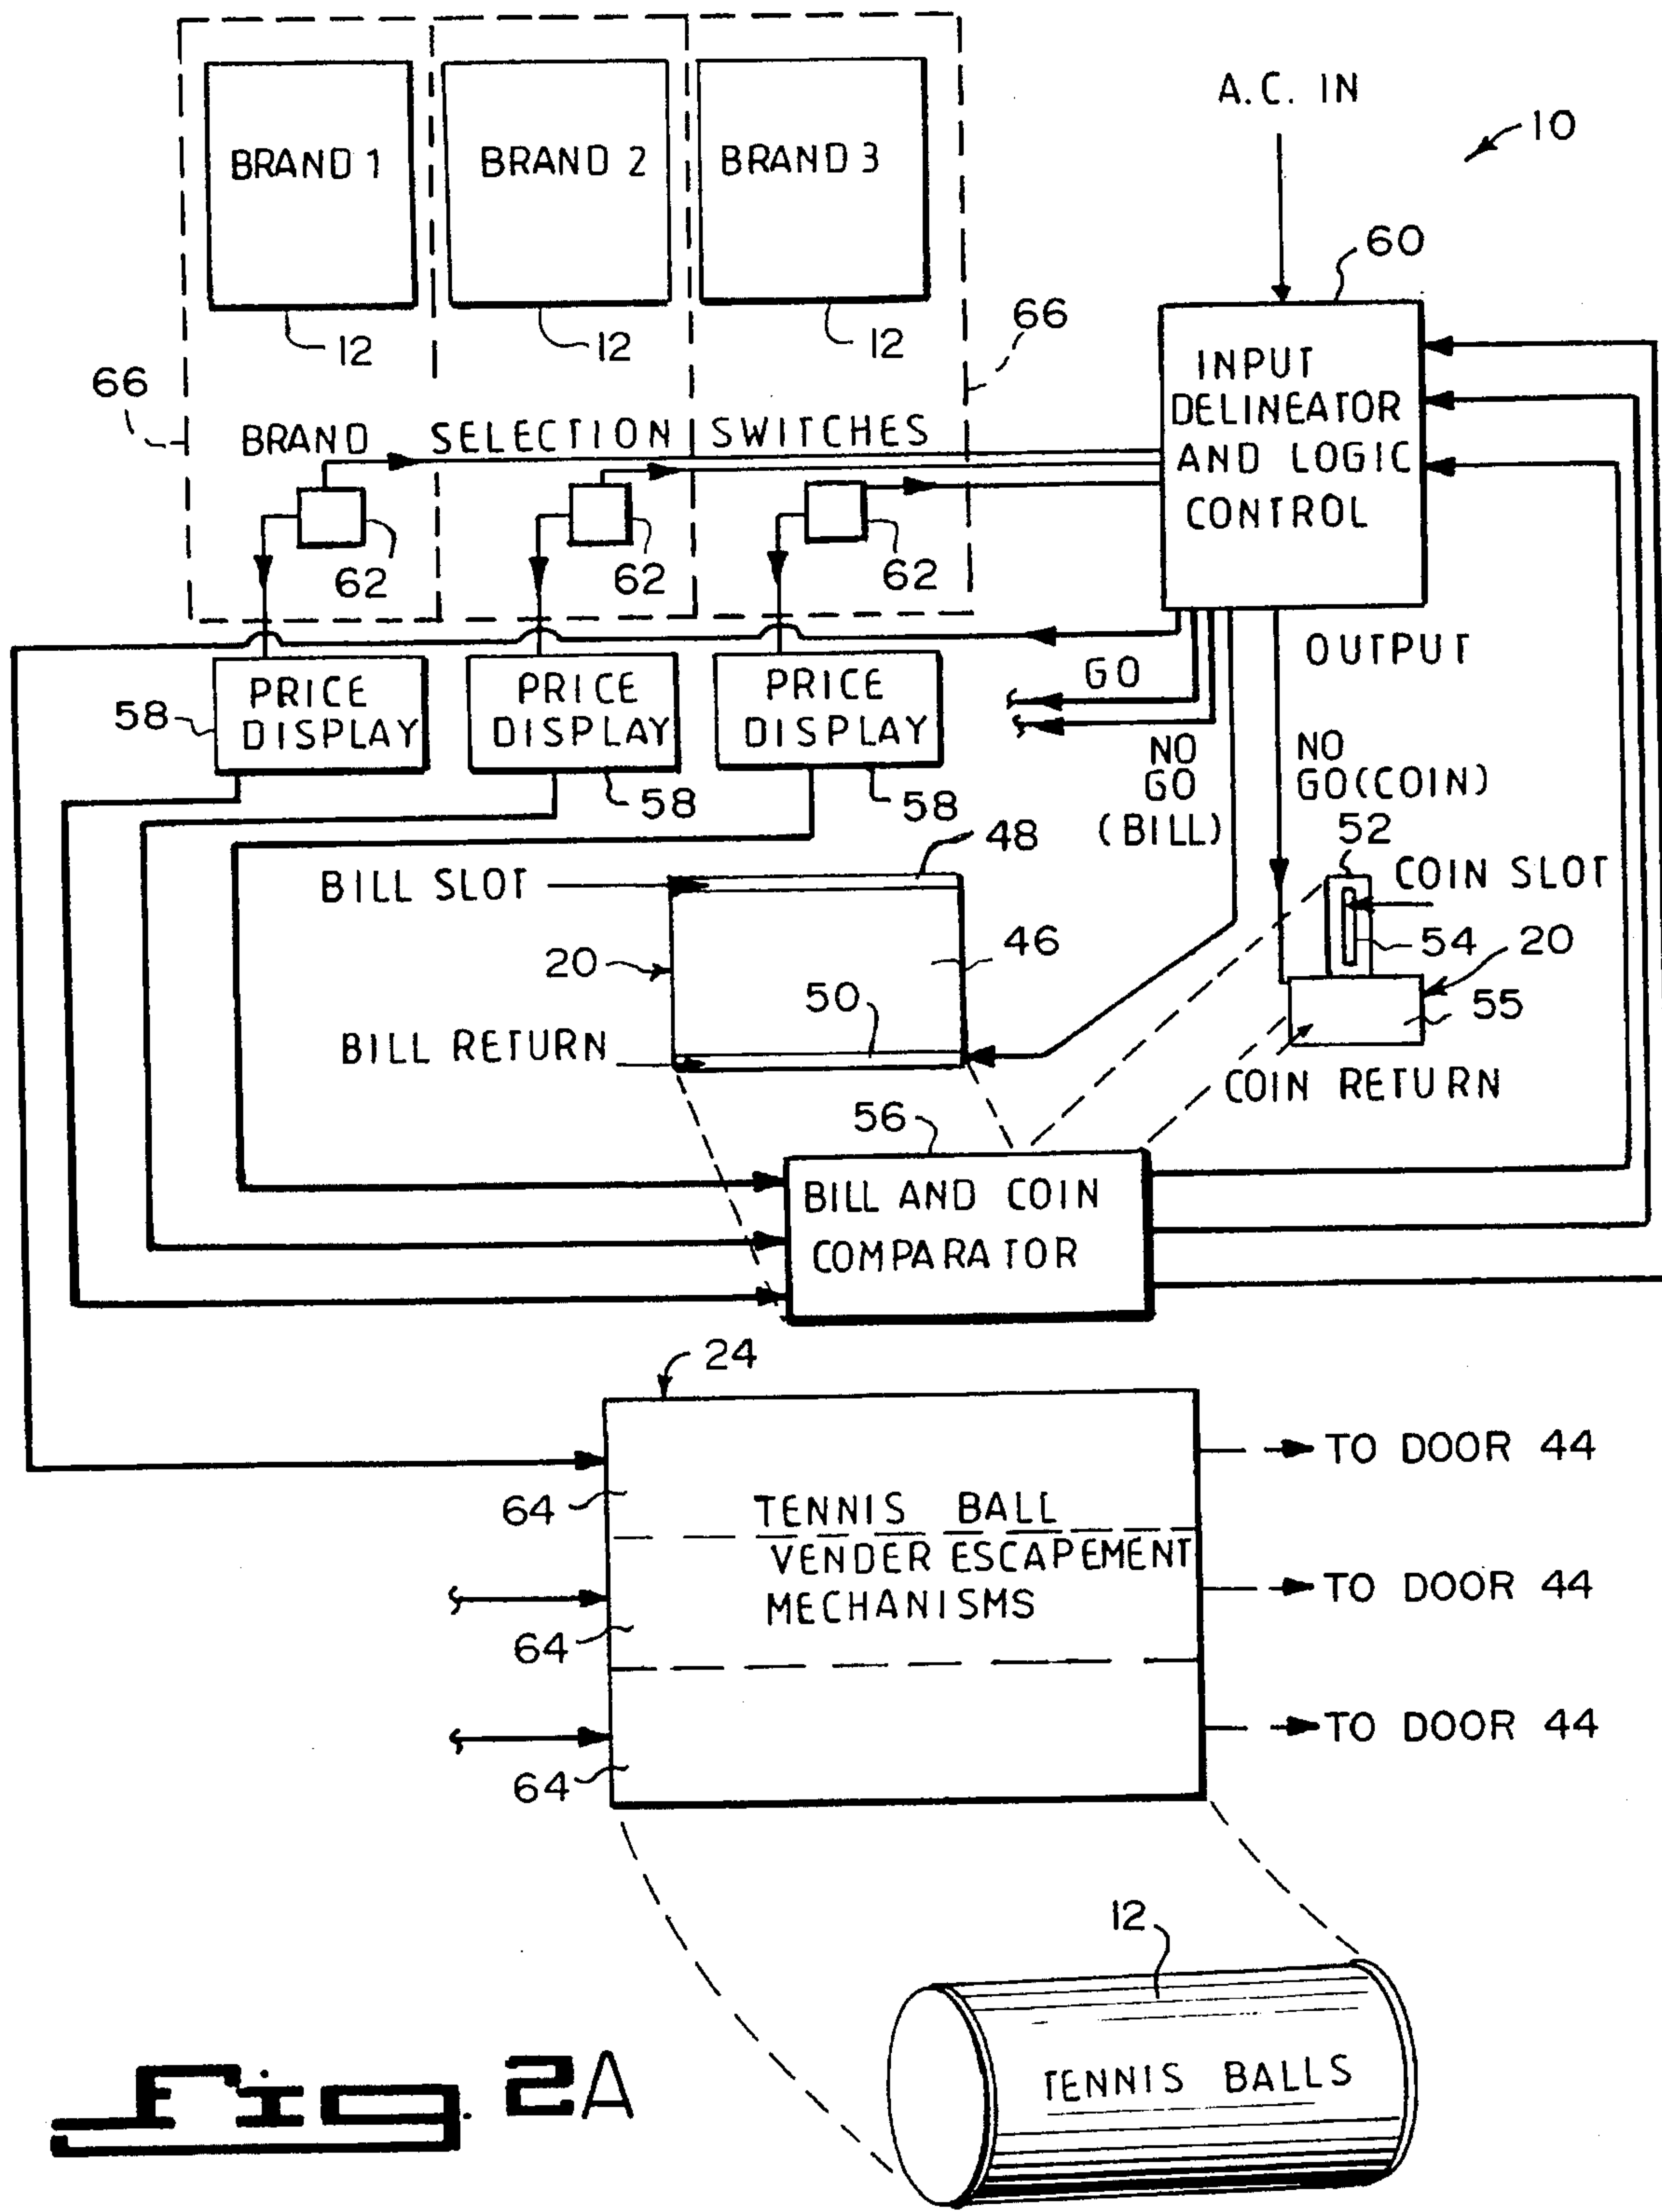 A.C. IN
10
BRAND 1
BRAND 2
BRAND 3
12
12
12
60
66
66
INPUT
DELINEATOR
AND LOGIC
CONTROL
BRAND SELECTION SWITCHES
62
62
62
OUTPUT
GO
58
PRICE
DISPLAY
PRICE
DISPLAY
PRICE
DISPLAY
58
58
NO
GO
(BILL)
NO
GO(COIN)
52
COIN SLOT
BILL SLOT
48
46
20
54
20
50
55
BILL RETURN
COIN RETURN
56
BILL AND COIN
COMPARATOR
24
TO DOOR 44
64
TENNIS BALL
VENDER ESCAPEMENT
MECHANISMS
TO DOOR 44
64
TO DOOR 44
64
12
TENNIS BALLS
Fig. 2A